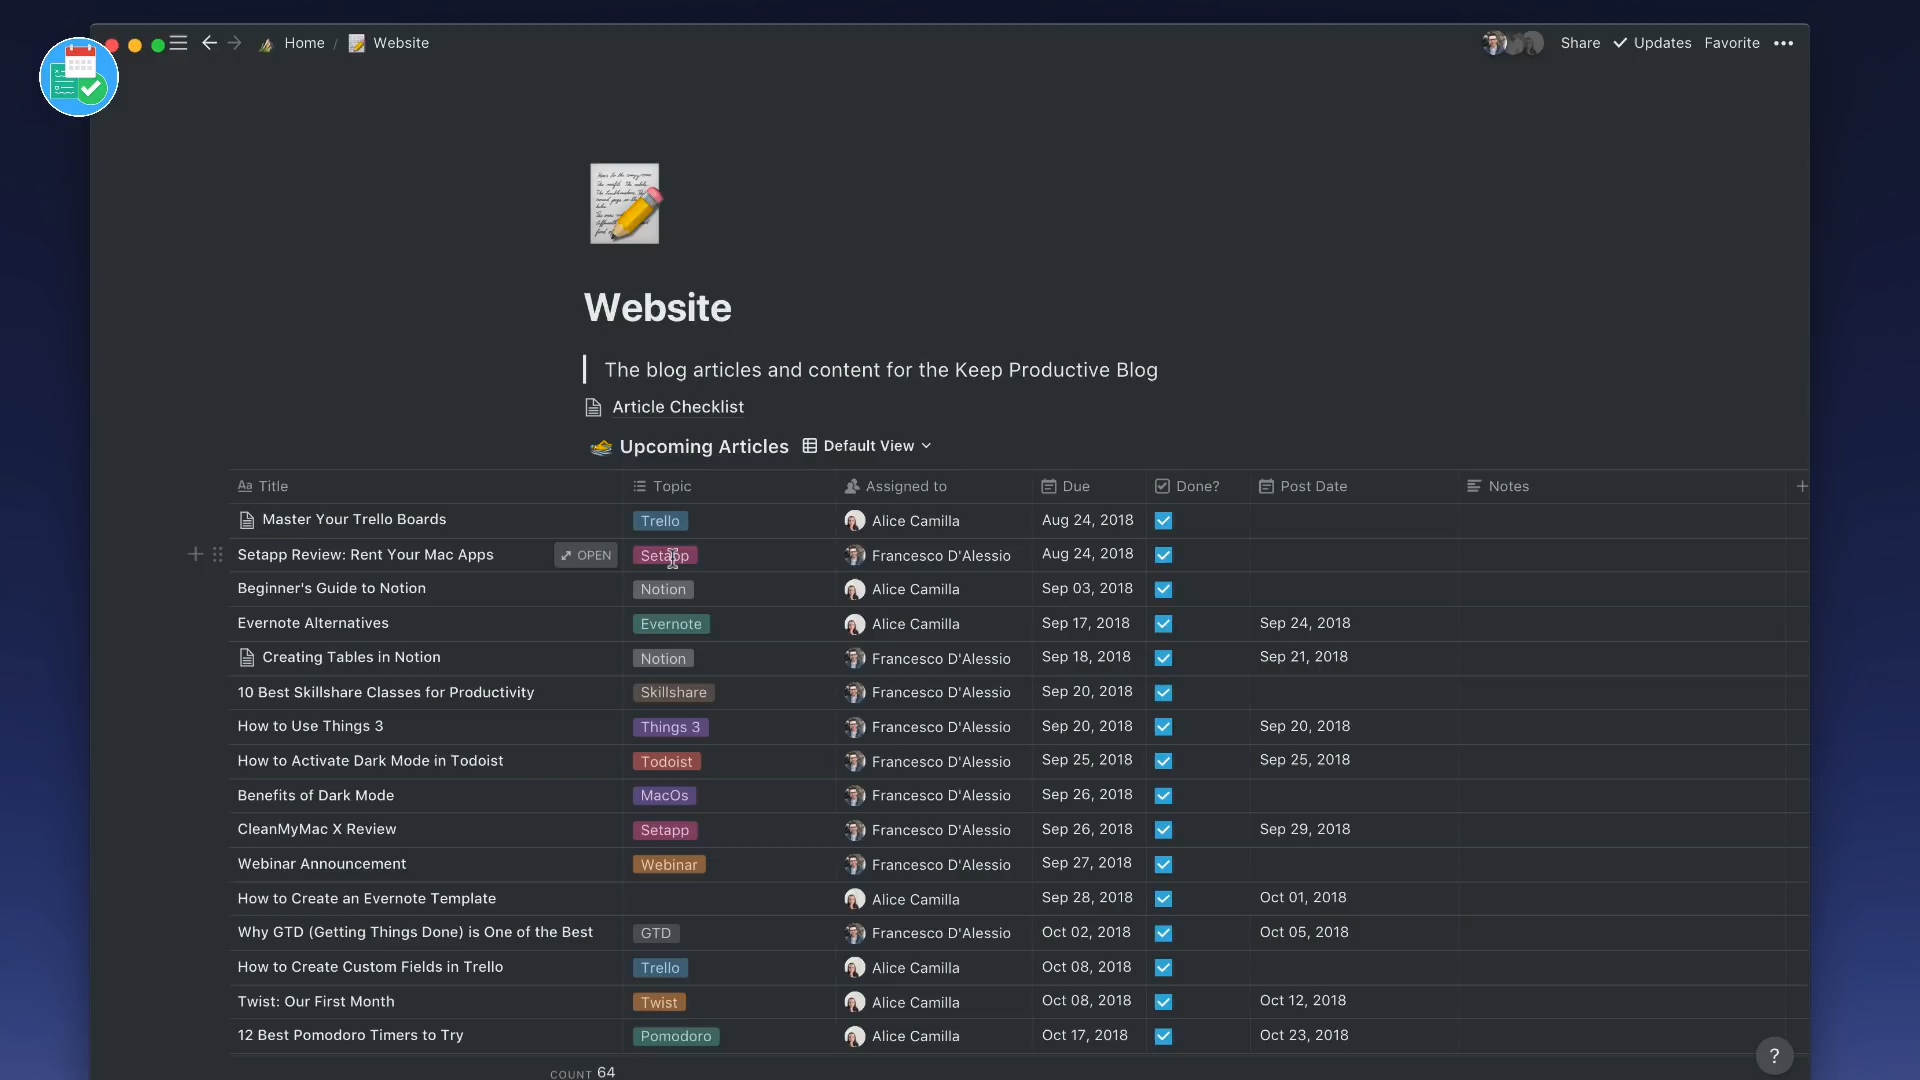 Home / Website
Share Updates Favorite
Website
The blog articles and content for the Keep Productive Blog
Article Checklist
Upcoming Articles Default View
Aa Title Topic Assigned to Due Done? Post Date Notes
Master Your Trello Boards Trello Alice Camilla Aug 24, 2018
Setapp Review: Rent Your Mac Apps OPEN Setapp Francesco D'Alessio Aug 24, 2018
Beginner's Guide to Notion Notion Alice Camilla Sep 03, 2018
Evernote Alternatives Evernote Alice Camilla Sep 17, 2018 Sep 24, 2018
Creating Tables in Notion Notion Francesco D'Alessio Sep 18, 2018 Sep 21, 2018
10 Best Skillshare Classes for Productivity Skillshare Francesco D'Alessio Sep 20, 2018
How to Use Things 3 Things 3 Francesco D'Alessio Sep 20, 2018 Sep 20, 2018
How to Activate Dark Mode in Todoist Todoist Francesco D'Alessio Sep 25, 2018 Sep 25, 2018
Benefits of Dark Mode MacOs Francesco D'Alessio Sep 26, 2018
CleanMyMac X Review Setapp Francesco D'Alessio Sep 26, 2018 Sep 29, 2018
Webinar Announcement Webinar Francesco D'Alessio Sep 27, 2018
How to Create an Evernote Template Alice Camilla Sep 28, 2018 Oct 01, 2018
Why GTD (Getting Things Done) is One of the Best GTD Francesco D'Alessio Oct 02, 2018 Oct 05, 2018
How to Create Custom Fields in Trello Trello Alice Camilla Oct 08, 2018
Twist: Our First Month Twist Alice Camilla Oct 08, 2018 Oct 12, 2018
12 Best Pomodoro Timers to Try Pomodoro Alice Camilla Oct 17, 2018 Oct 23, 2018
COUNT 64
?